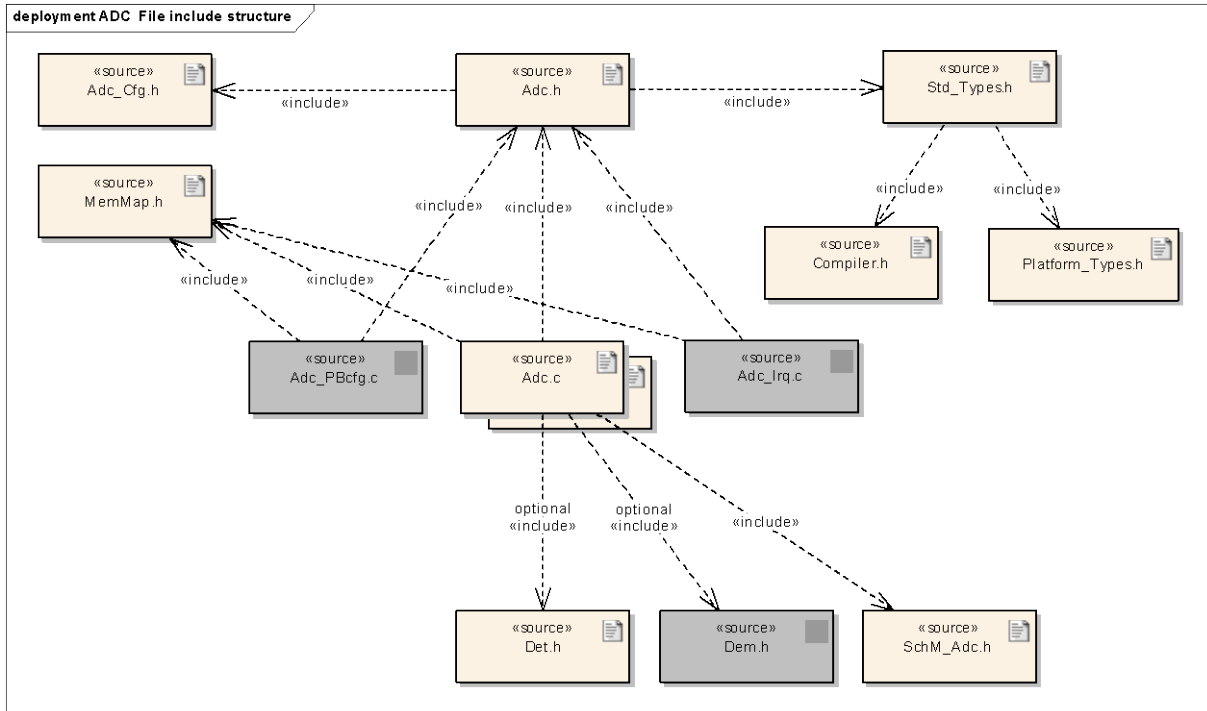 deployment ADC File include structure
«source»
Adc_Cfg.h
«source»
Adc.h
«source»
Std_Types.h
«include»
«include»
«source»
MemMap.h
«include»
«include»
«include»
«include»
«include»
«source»
Compiler.h
«source»
Platform_Types.h
«include»
«include»
«include»
«source»
Adc_PBcfg.c
«source»
Adc.c
«source»
Adc_Irq.c
optional
«include»
optional
«include»
«include»
«source»
Det.h
«source»
Dem.h
«source»
SchM_Adc.h